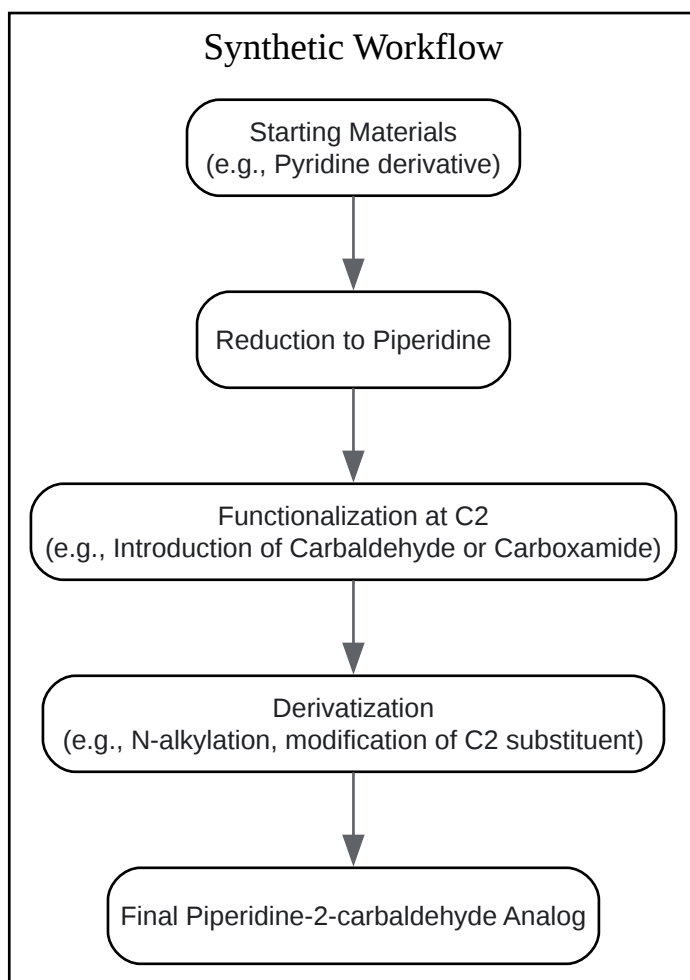 Synthetic Workflow
Starting Materials
(e.g., Pyridine derivative)
Reduction to Piperidine
Functionalization at C2
(e.g., Introduction of Carbaldehyde or Carboxamide)
Derivatization
(e.g., N-alkylation, modification of C2 substituent)
Final Piperidine-2-carbaldehyde Analog